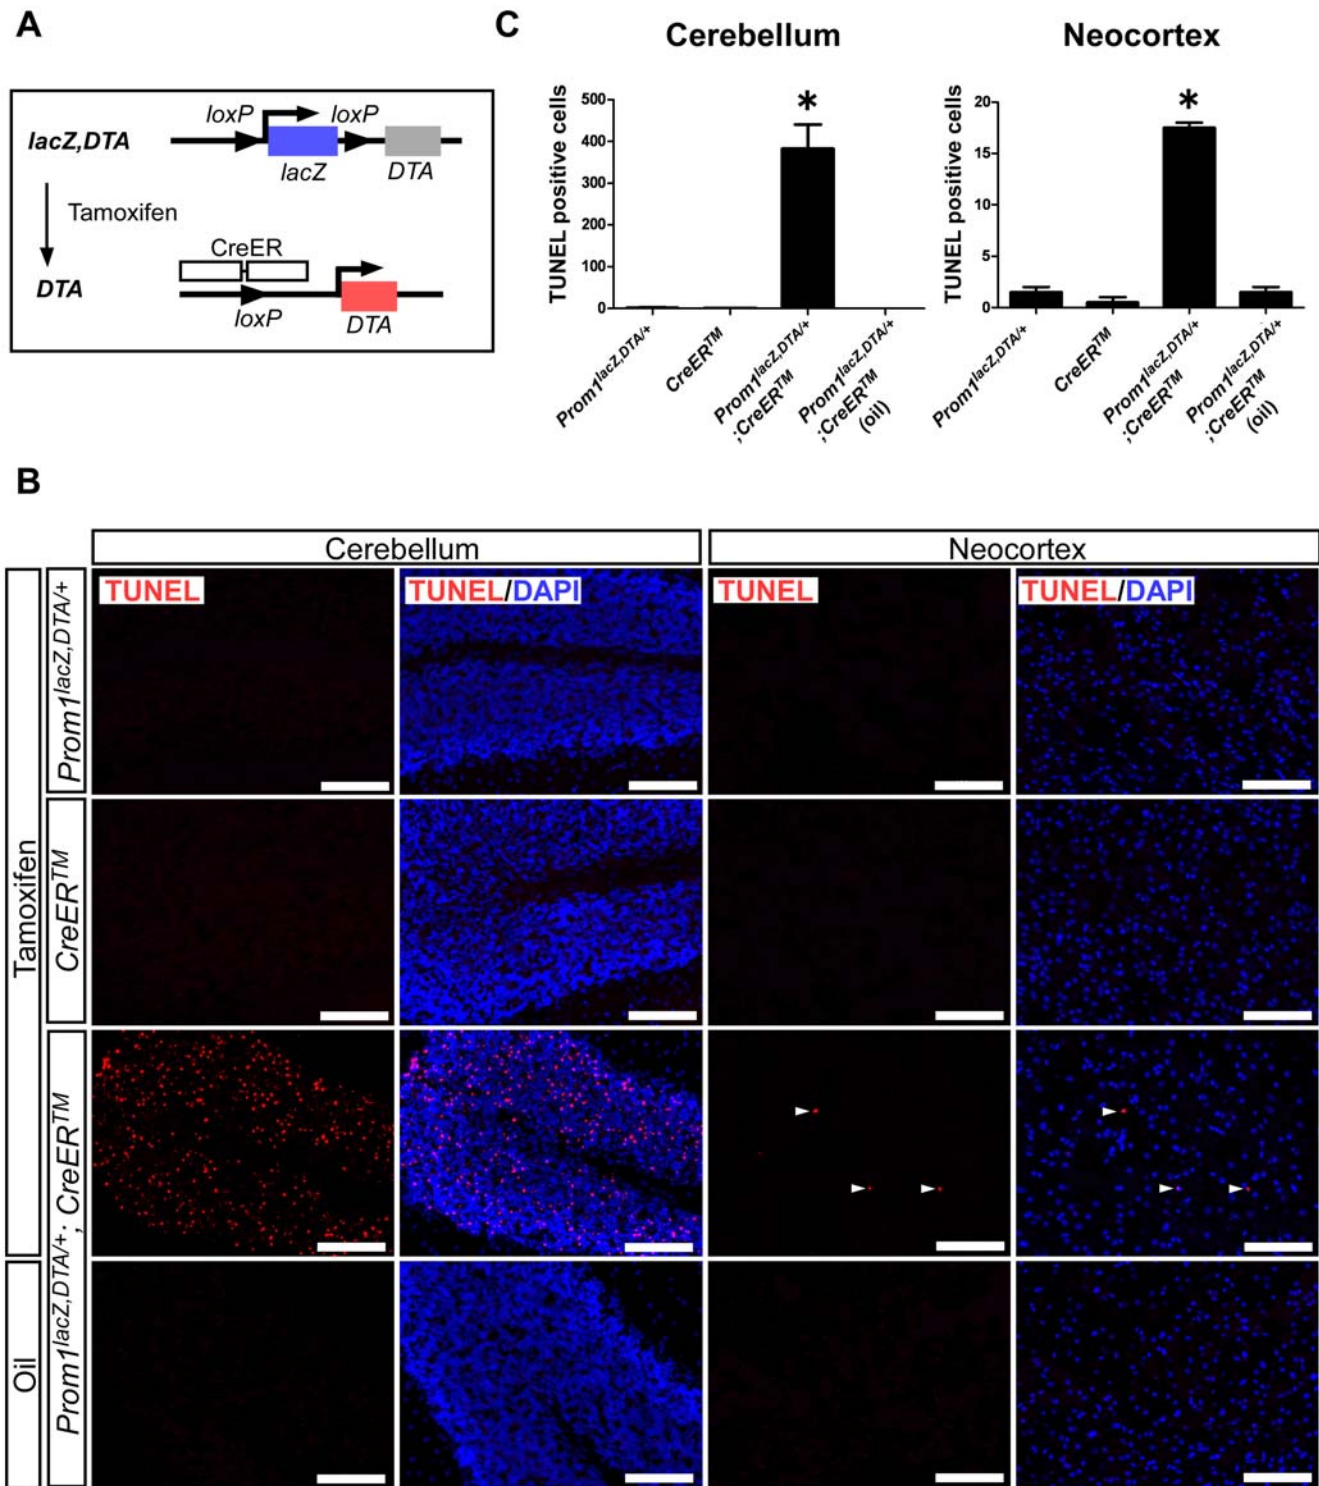 A
loxP
loxP
lacZ,DTA
lacZ
DTA
Tamoxifen
CreER
DTA
loxP
DTA
C
Cerebellum
TUNEL positive cells
500
400
300
200
100
0
*
Prom1lacZ,DTA/+
CreERTM
Prom1lacZ,DTA/+
;CreERTM
Prom1lacZ,DTA/+
;CreERTM
(oil)
Neocortex
TUNEL positive cells
20
15
10
5
0
*
Prom1lacZ,DTA/+
CreERTM
Prom1lacZ,DTA/+
;CreERTM
Prom1lacZ,DTA/+
;CreERTM
(oil)
B
Cerebellum
Neocortex
TUNEL
TUNEL/DAPI
TUNEL
TUNEL/DAPI
Tamoxifen
Prom1lacZ,DTA/+
CreERTM
Prom1lacZ,DTA/+; CreERTM
Oil